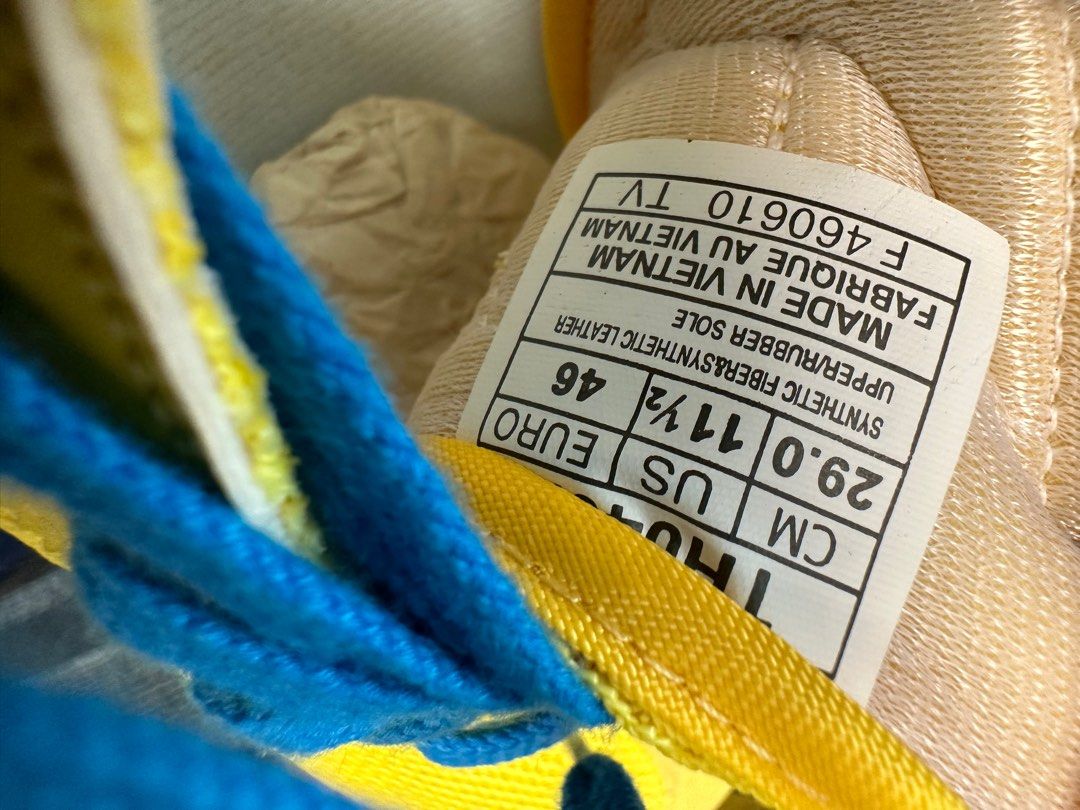 CM US EURO
29.0 11½ 46
SYNTHETIC FIBER&SYNTHETIC LEATHER
UPPER/RUBBER SOLE
MADE IN VIETNAM
FABRIQUE AU VIETNAM
F 460610 TV